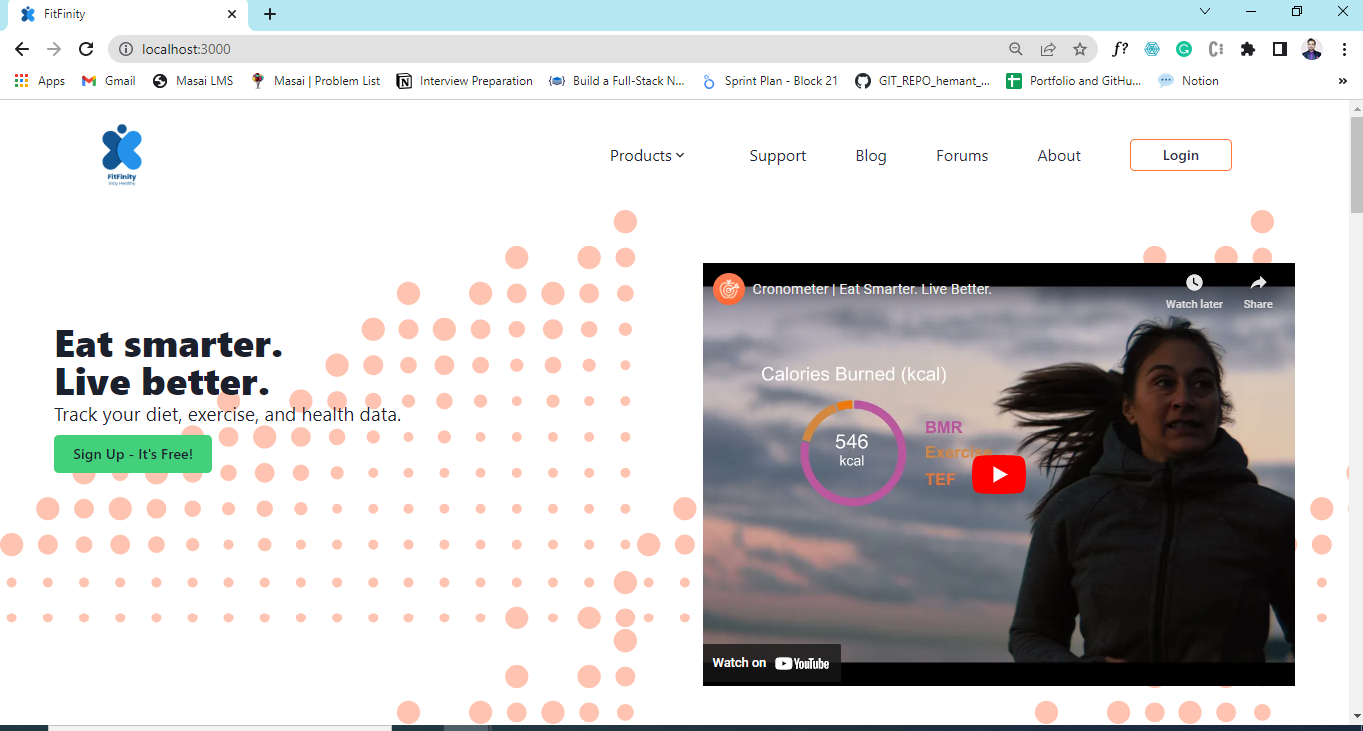 FitFinity
localhost:3000
Apps
Gmail
Masai LMS
Masai | Problem List
Interview Preparation
Build a Full-Stack N...
Sprint Plan - Block 21
GIT_REPO_hemant_...
Portfolio and GitHu...
Notion
»
FitFinity
Stay Healthy
Products
Support
Blog
Forums
About
Login
Eat smarter.
Live better.
Track your diet, exercise, and health data.
Sign Up - It's Free!
Cronometer | Eat Smarter. Live Better.
Watch later
Share
Calories Burned (kcal)
546
kcal
BMR
Exercise
TEF
Watch on YouTube